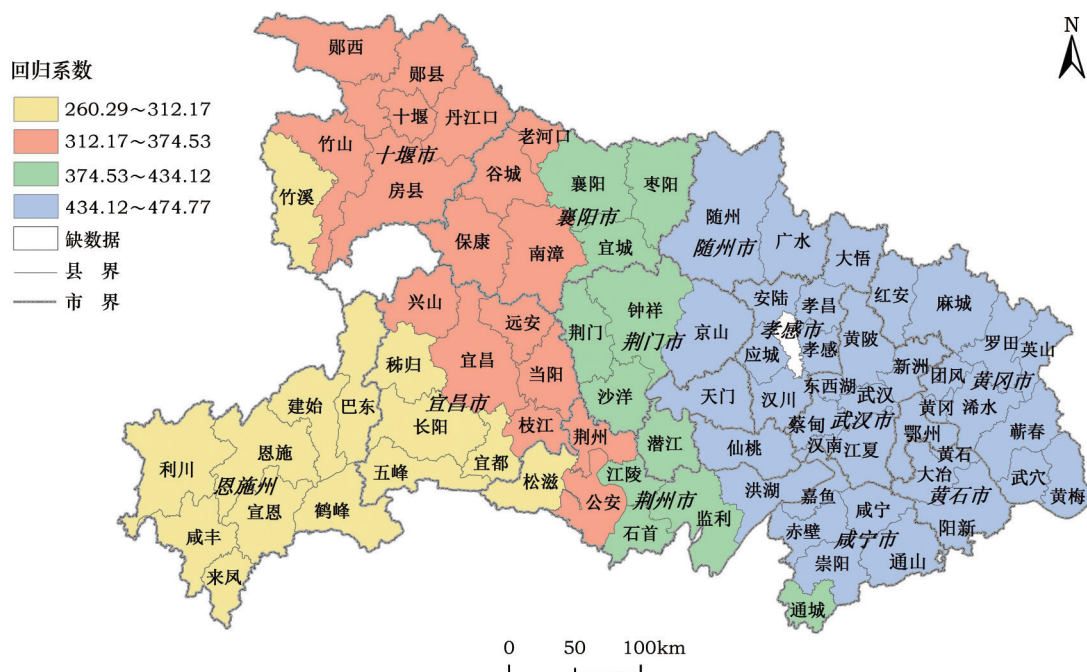 N
回归系数
260.29～312.17
312.17～374.53
374.53～434.12
434.12～474.77
缺数据
县 界
市 界
郧西
郧县
十堰
丹江口
老河口
竹山
十堰市
谷城
襄阳
枣阳
竹溪
房县
襄阳市
随州
随州市
广水
保康
南漳
宜城
大悟
兴山
远安
钟祥
安陆
孝昌
红安
麻城
荆门
荆门市
京山
孝感市
黄陂
罗田
英山
秭归
宜昌
应城
孝感
新洲
团风
黄冈市
当阳
沙洋
天门
汉川
东西湖
武汉
建始
巴东
宜昌市
长阳
枝江
荆州
潜江
蔡甸
武汉市
黄冈
浠水
恩施
仙桃
汉南
江夏
鄂州
黄石
蕲春
利川
五峰
宜都
松滋
江陵
大冶
武穴
恩施州
公安
荆州市
洪湖
嘉鱼
咸宁
黄石市
黄梅
宣恩
鹤峰
石首
监利
赤壁
咸宁市
阳新
咸丰
崇阳
通山
来凤
通城
0 50 100km